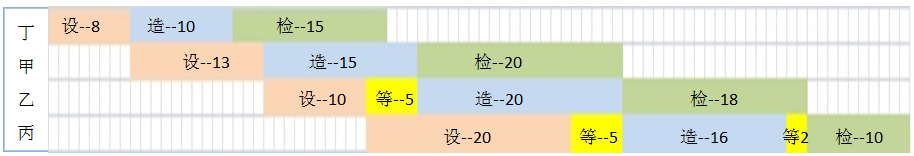 丁 设--8 造--10 检--15
甲 设--13 造--15 检--20
乙 设--10 等--5 造--20 检--18
丙 设--20 等--5 造--16 等2 检--10